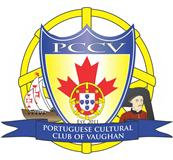 PCCV
EST. 2011
PORTUGUESE CULTURAL
CLUB OF VAUGHAN